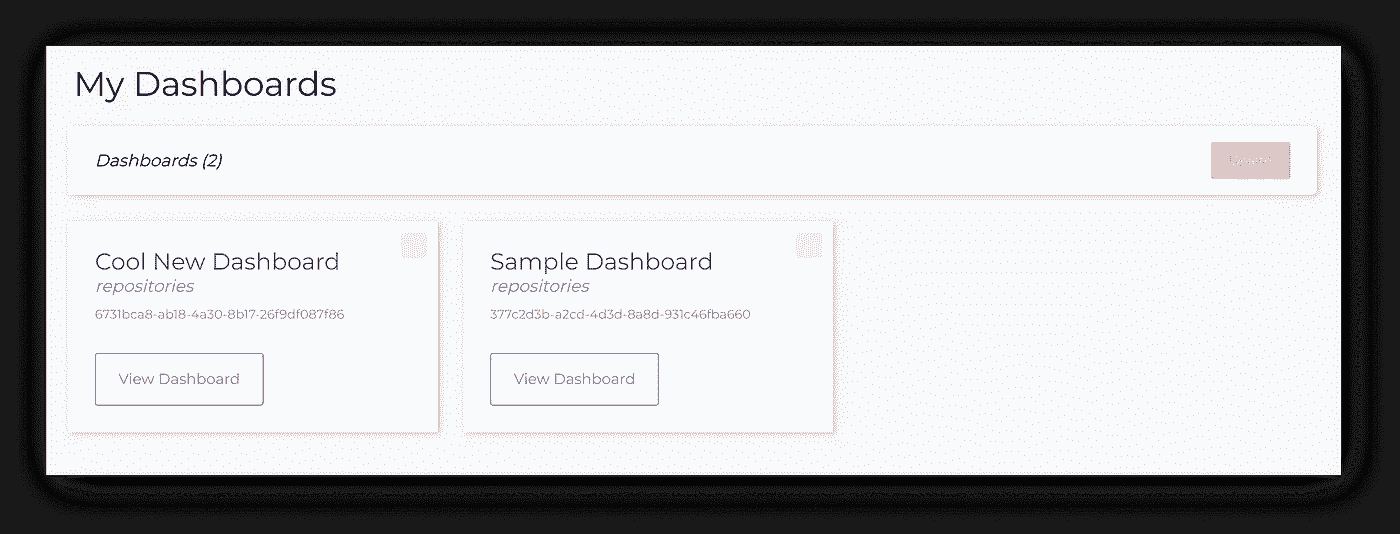 My Dashboards
Dashboards (2)
Cool New Dashboard
repositories
6731bca8-ab18-4a30-8b17-26f9df087f86
View Dashboard
Sample Dashboard
repositories
377c2d3b-a2cd-4d3d-8a8d-931c46fba660
View Dashboard